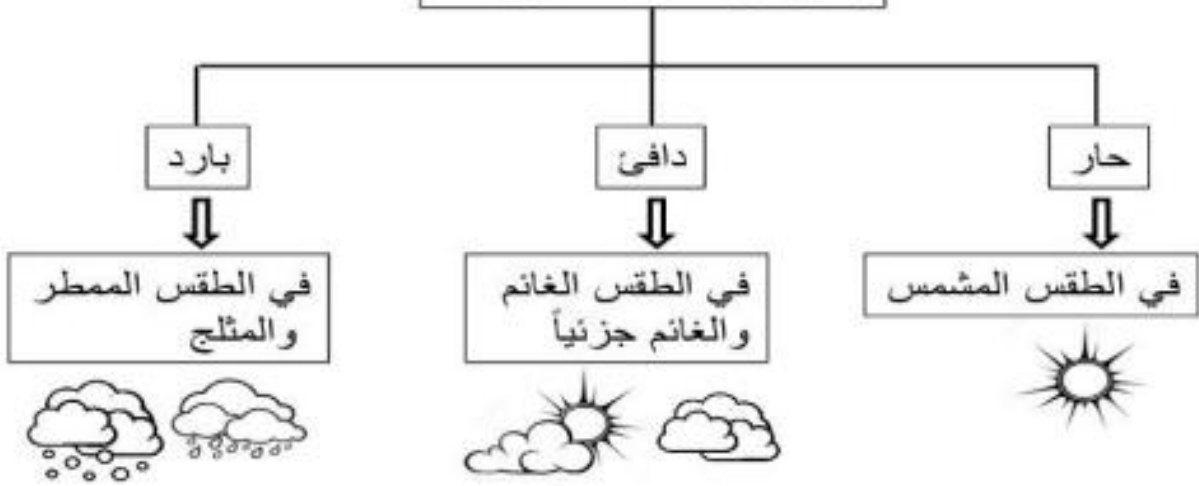 حار
دافئ
بارد
في الطقس المشمس
في الطقس الغائم
والغائم جزئياً
في الطقس الممطر
والمثلج